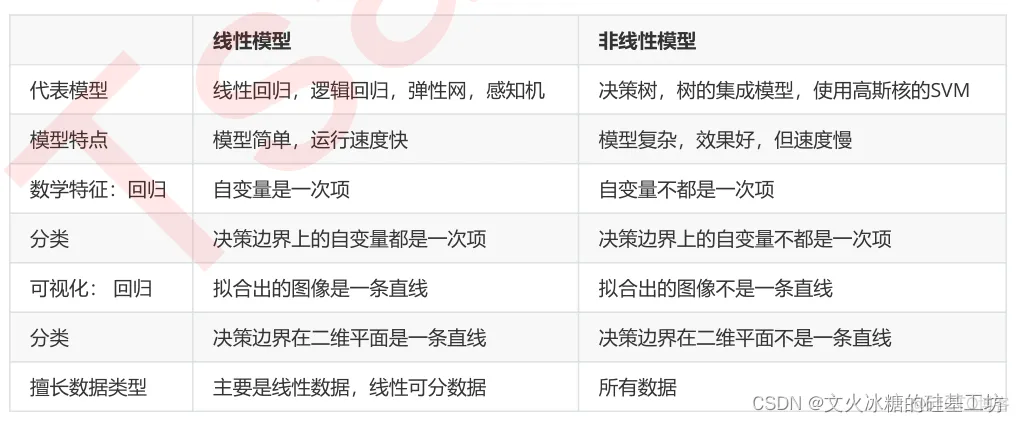 线性模型 非线性模型
代表模型 线性回归，逻辑回归，弹性网，感知机 决策树，树的集成模型，使用高斯核的SVM
模型特点 模型简单，运行速度快 模型复杂，效果好，但速度慢
数学特征：回归 自变量是一次项 自变量不都是一次项
分类 决策边界上的自变量都是一次项 决策边界上的自变量不都是一次项
可视化： 回归 拟合出的图像是一条直线 拟合出的图像不是一条直线
分类 决策边界在二维平面是一条直线 决策边界在二维平面不是一条直线
擅长数据类型 主要是线性数据，线性可分数据 所有数据
CSDN @文火冰糖的硅基工坊